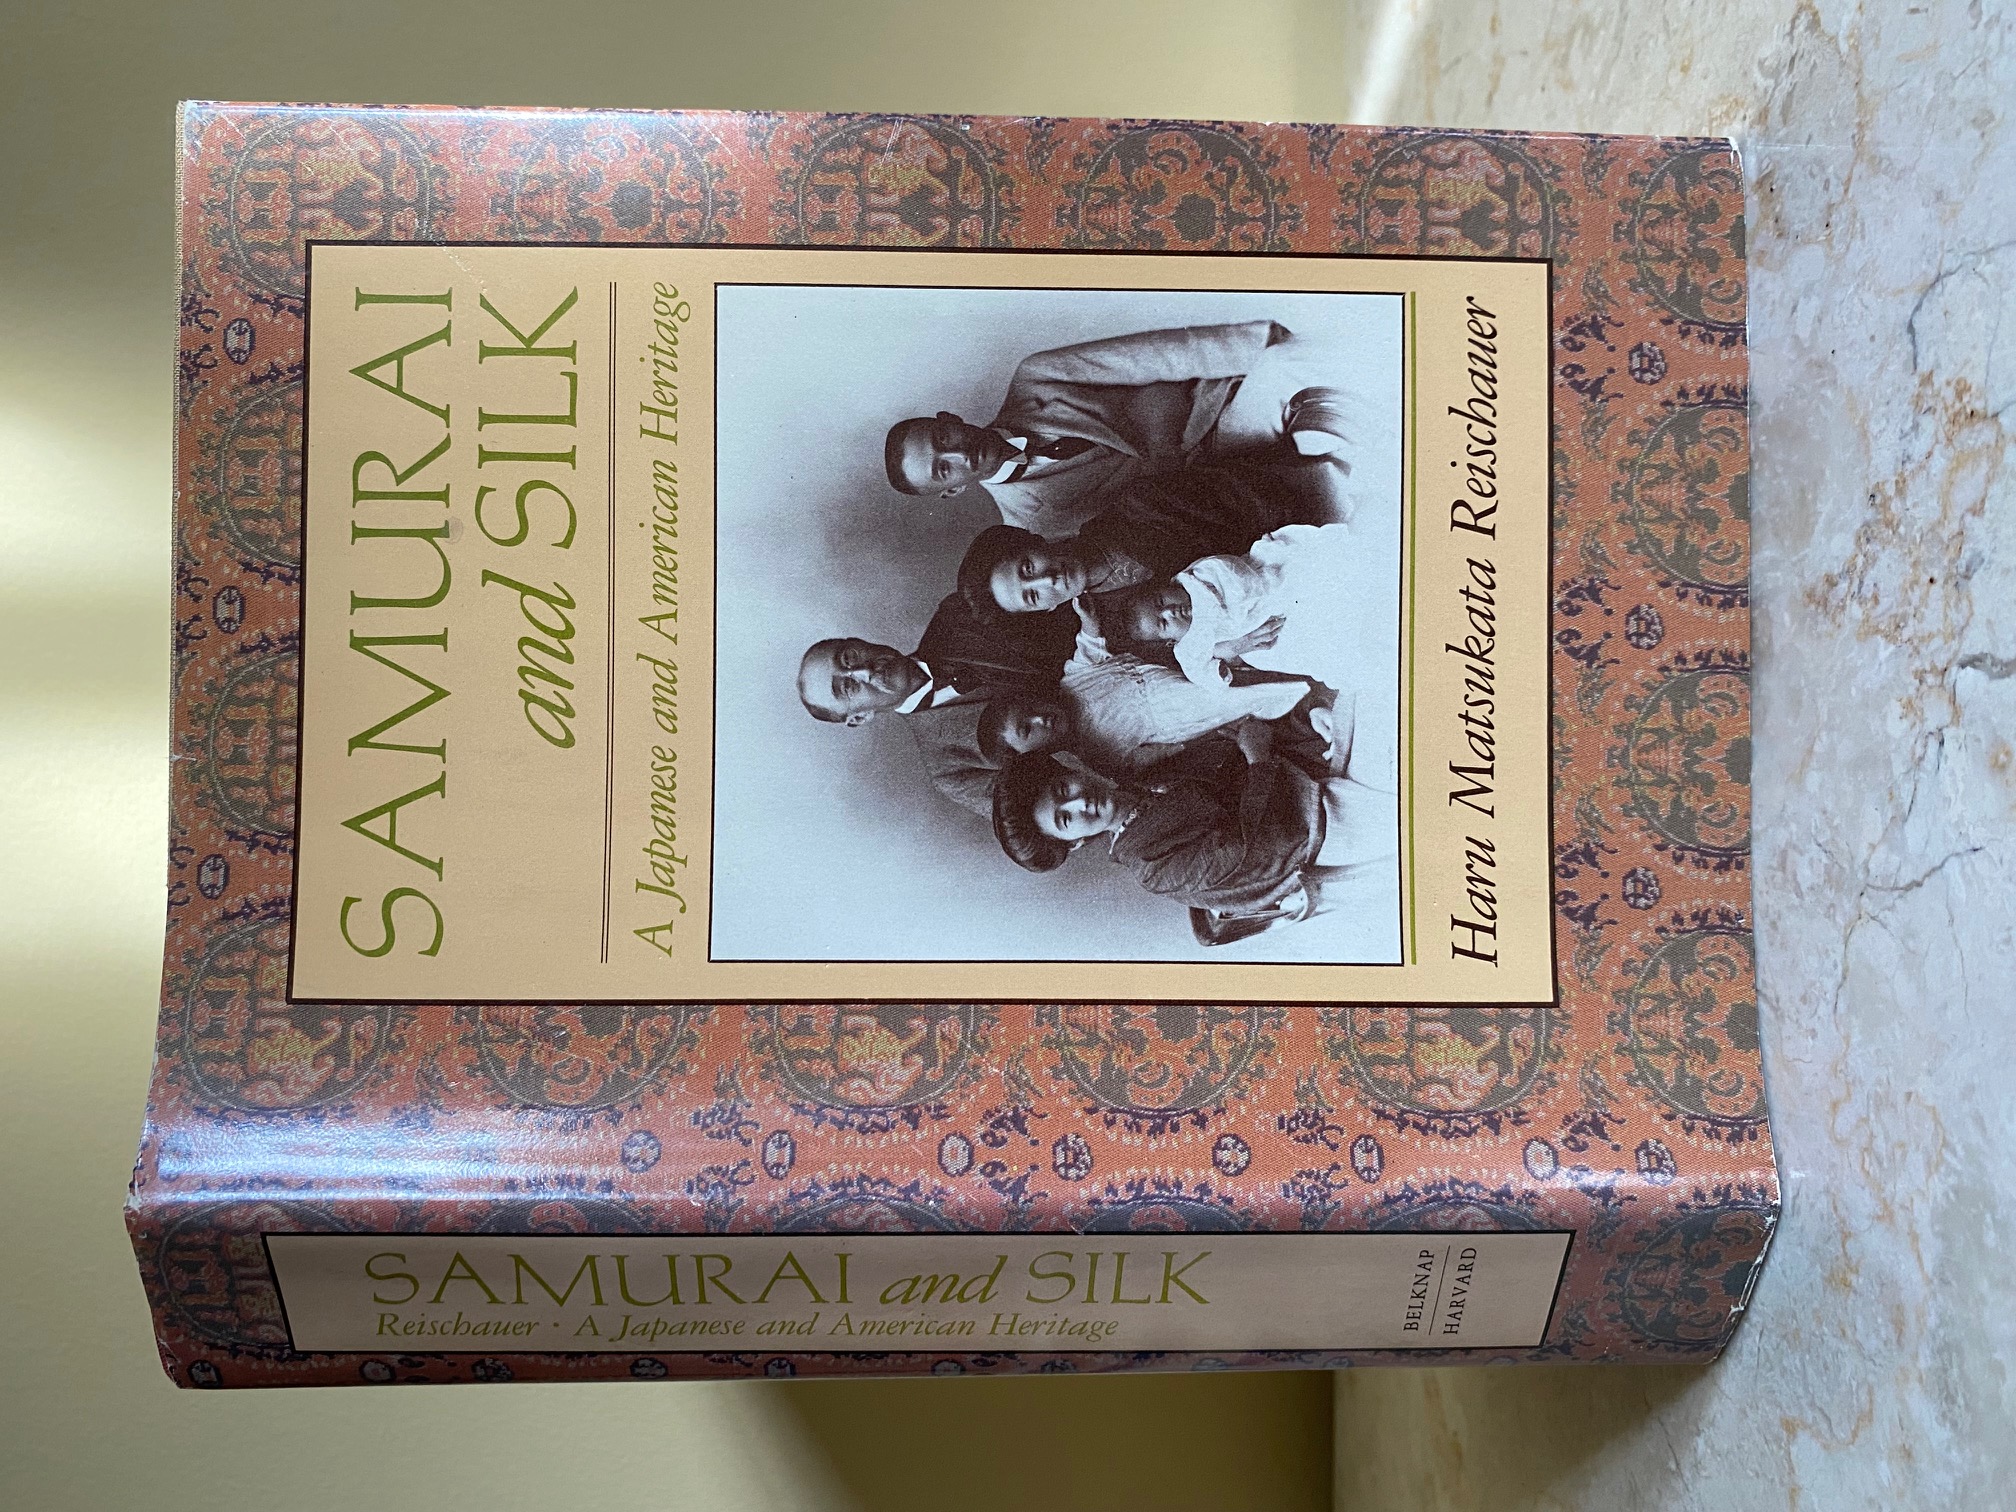 SAMURAI
and SILK
A Japanese and American Heritage
Haru Matsukata Reischauer
SAMURAI and SILK
Reischauer · A Japanese and American Heritage
BELKNAP
HARVARD